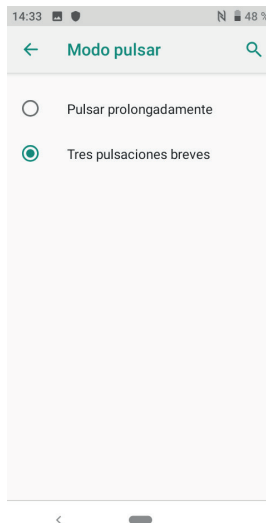 14:33 48 %
Modo pulsar
Pulsar prolongadamente
Tres pulsaciones breves